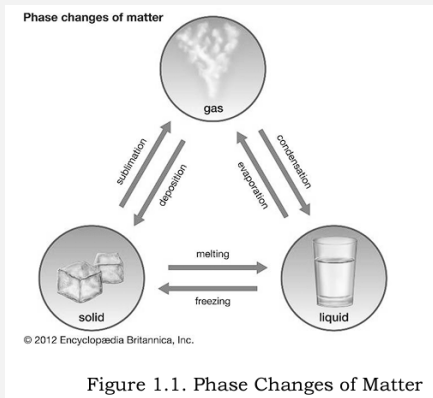 Phase changes of matter
gas
sublimation
deposition
evaporation
condensation
melting
freezing
solid
liquid
© 2012 Encyclopædia Britannica, Inc.
Figure 1.1. Phase Changes of Matter